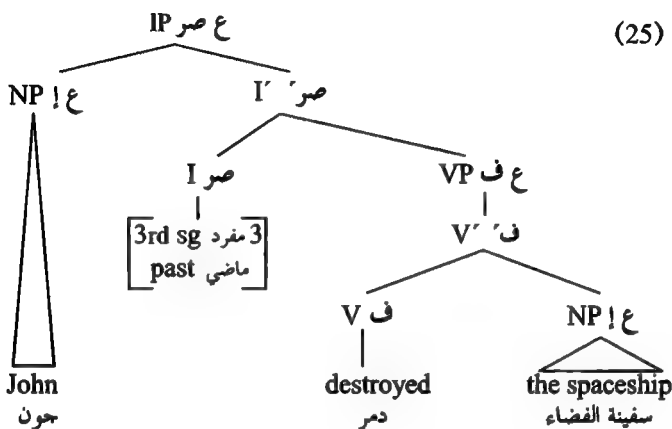 (25)
IP ع صر
NP ع إ I′ صر′
I صر VP ع ف
V′ ف′
3rd sg 3 مفرد
past ماضي
V ف NP ع إ
John destroyed the spaceship
جون دمر سفينة الفضاء